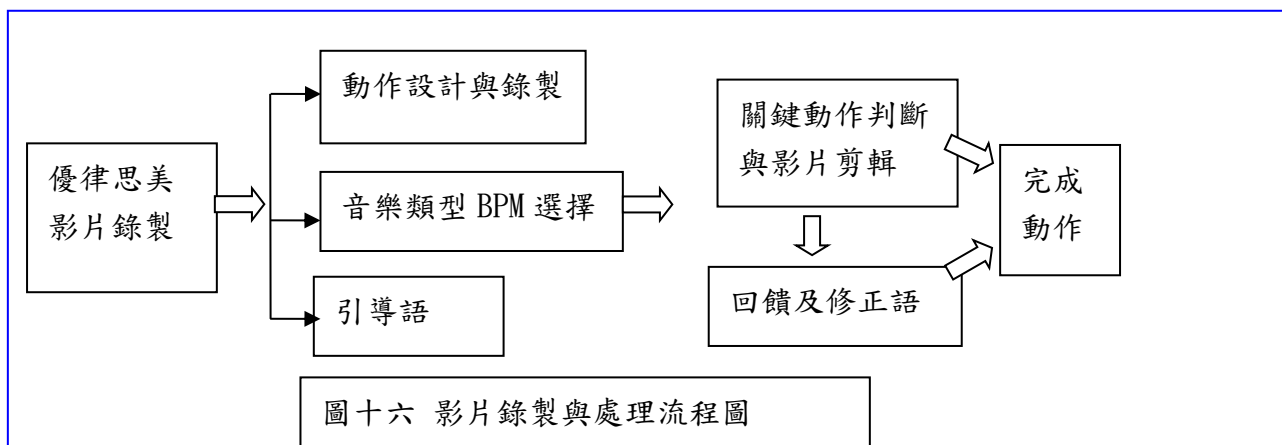 優律思美
影片錄製
動作設計與錄製
音樂類型 BPM 選擇
引導語
關鍵動作判斷
與影片剪輯
回饋及修正語
完成
動作
圖十六 影片錄製與處理流程圖